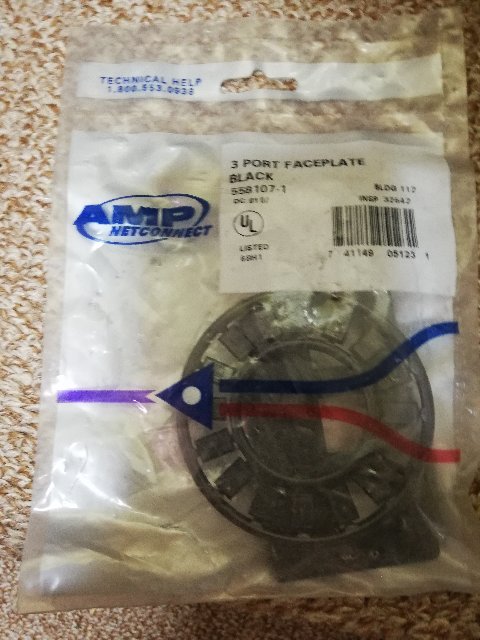 TECHNICAL HELP
1.800.553.0938
3 PORT FACEPLATE
BLACK
558107-1
BLDG 112
INSP 32642
UL
LISTED
AMP
NETCONNECT
7 41149 05123 1